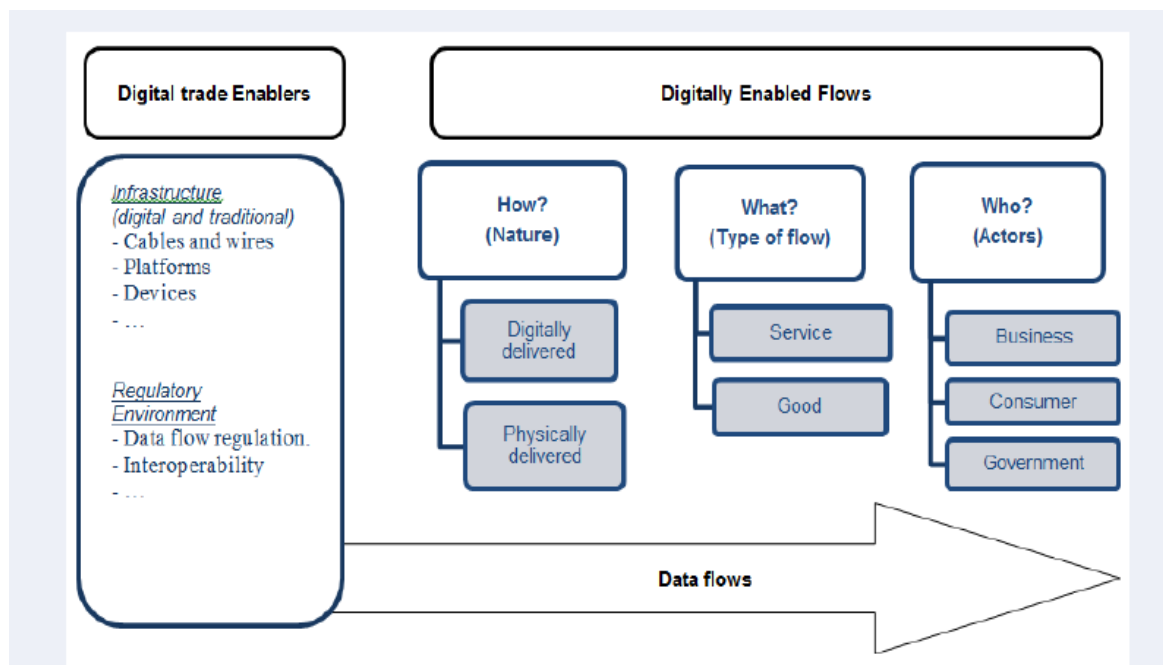 Digital trade Enablers
Digitally Enabled Flows
Infrastructure
(digital and traditional)
- Cables and wires
- Platforms
- Devices
- ...
Regulatory
Environment
- Data flow regulation.
- Interoperability
- ...
How?
(Nature)
Digitally
delivered
Physically
delivered
What?
(Type of flow)
Service
Good
Who?
(Actors)
Business
Consumer
Government
Data flows